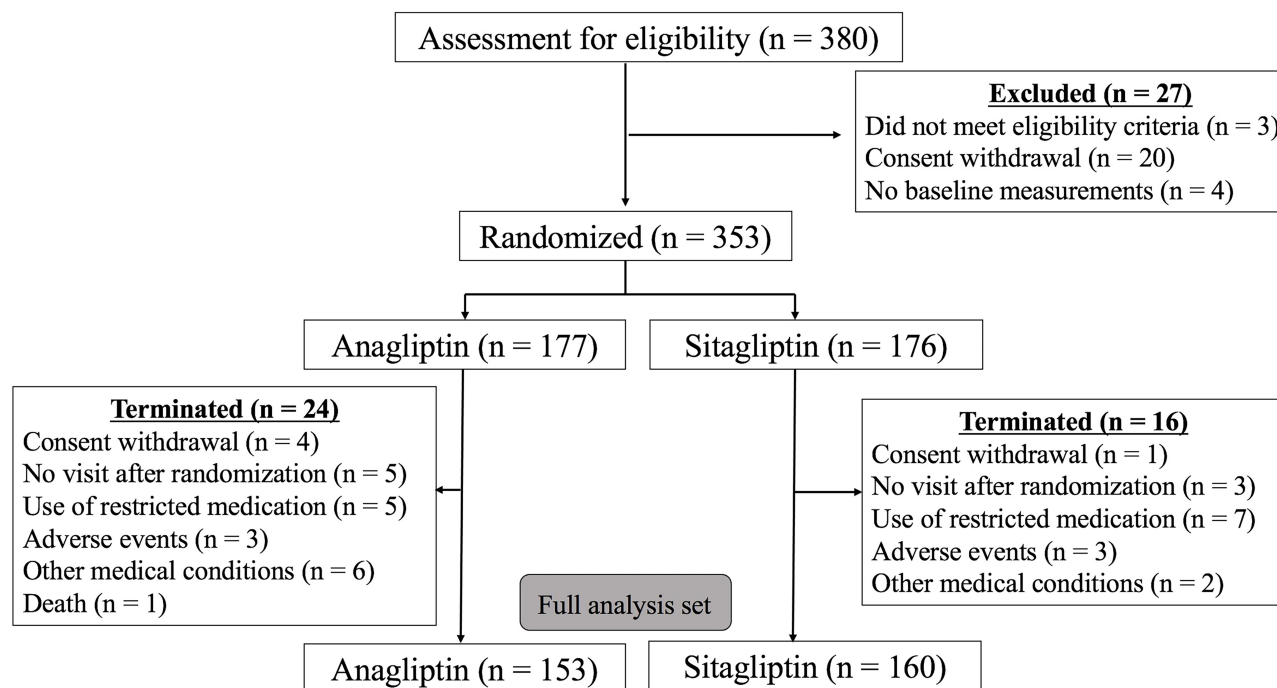 Assessment for eligibility (n = 380)
Excluded (n = 27)
Did not meet eligibility criteria (n = 3)
Consent withdrawal (n = 20)
No baseline measurements (n = 4)
Randomized (n = 353)
Anagliptin (n = 177)
Sitagliptin (n = 176)
Terminated (n = 24)
Consent withdrawal (n = 4)
No visit after randomization (n = 5)
Use of restricted medication (n = 5)
Adverse events (n = 3)
Other medical conditions (n = 6)
Death (n = 1)
Terminated (n = 16)
Consent withdrawal (n = 1)
No visit after randomization (n = 3)
Use of restricted medication (n = 7)
Adverse events (n = 3)
Other medical conditions (n = 2)
Full analysis set
Anagliptin (n = 153)
Sitagliptin (n = 160)